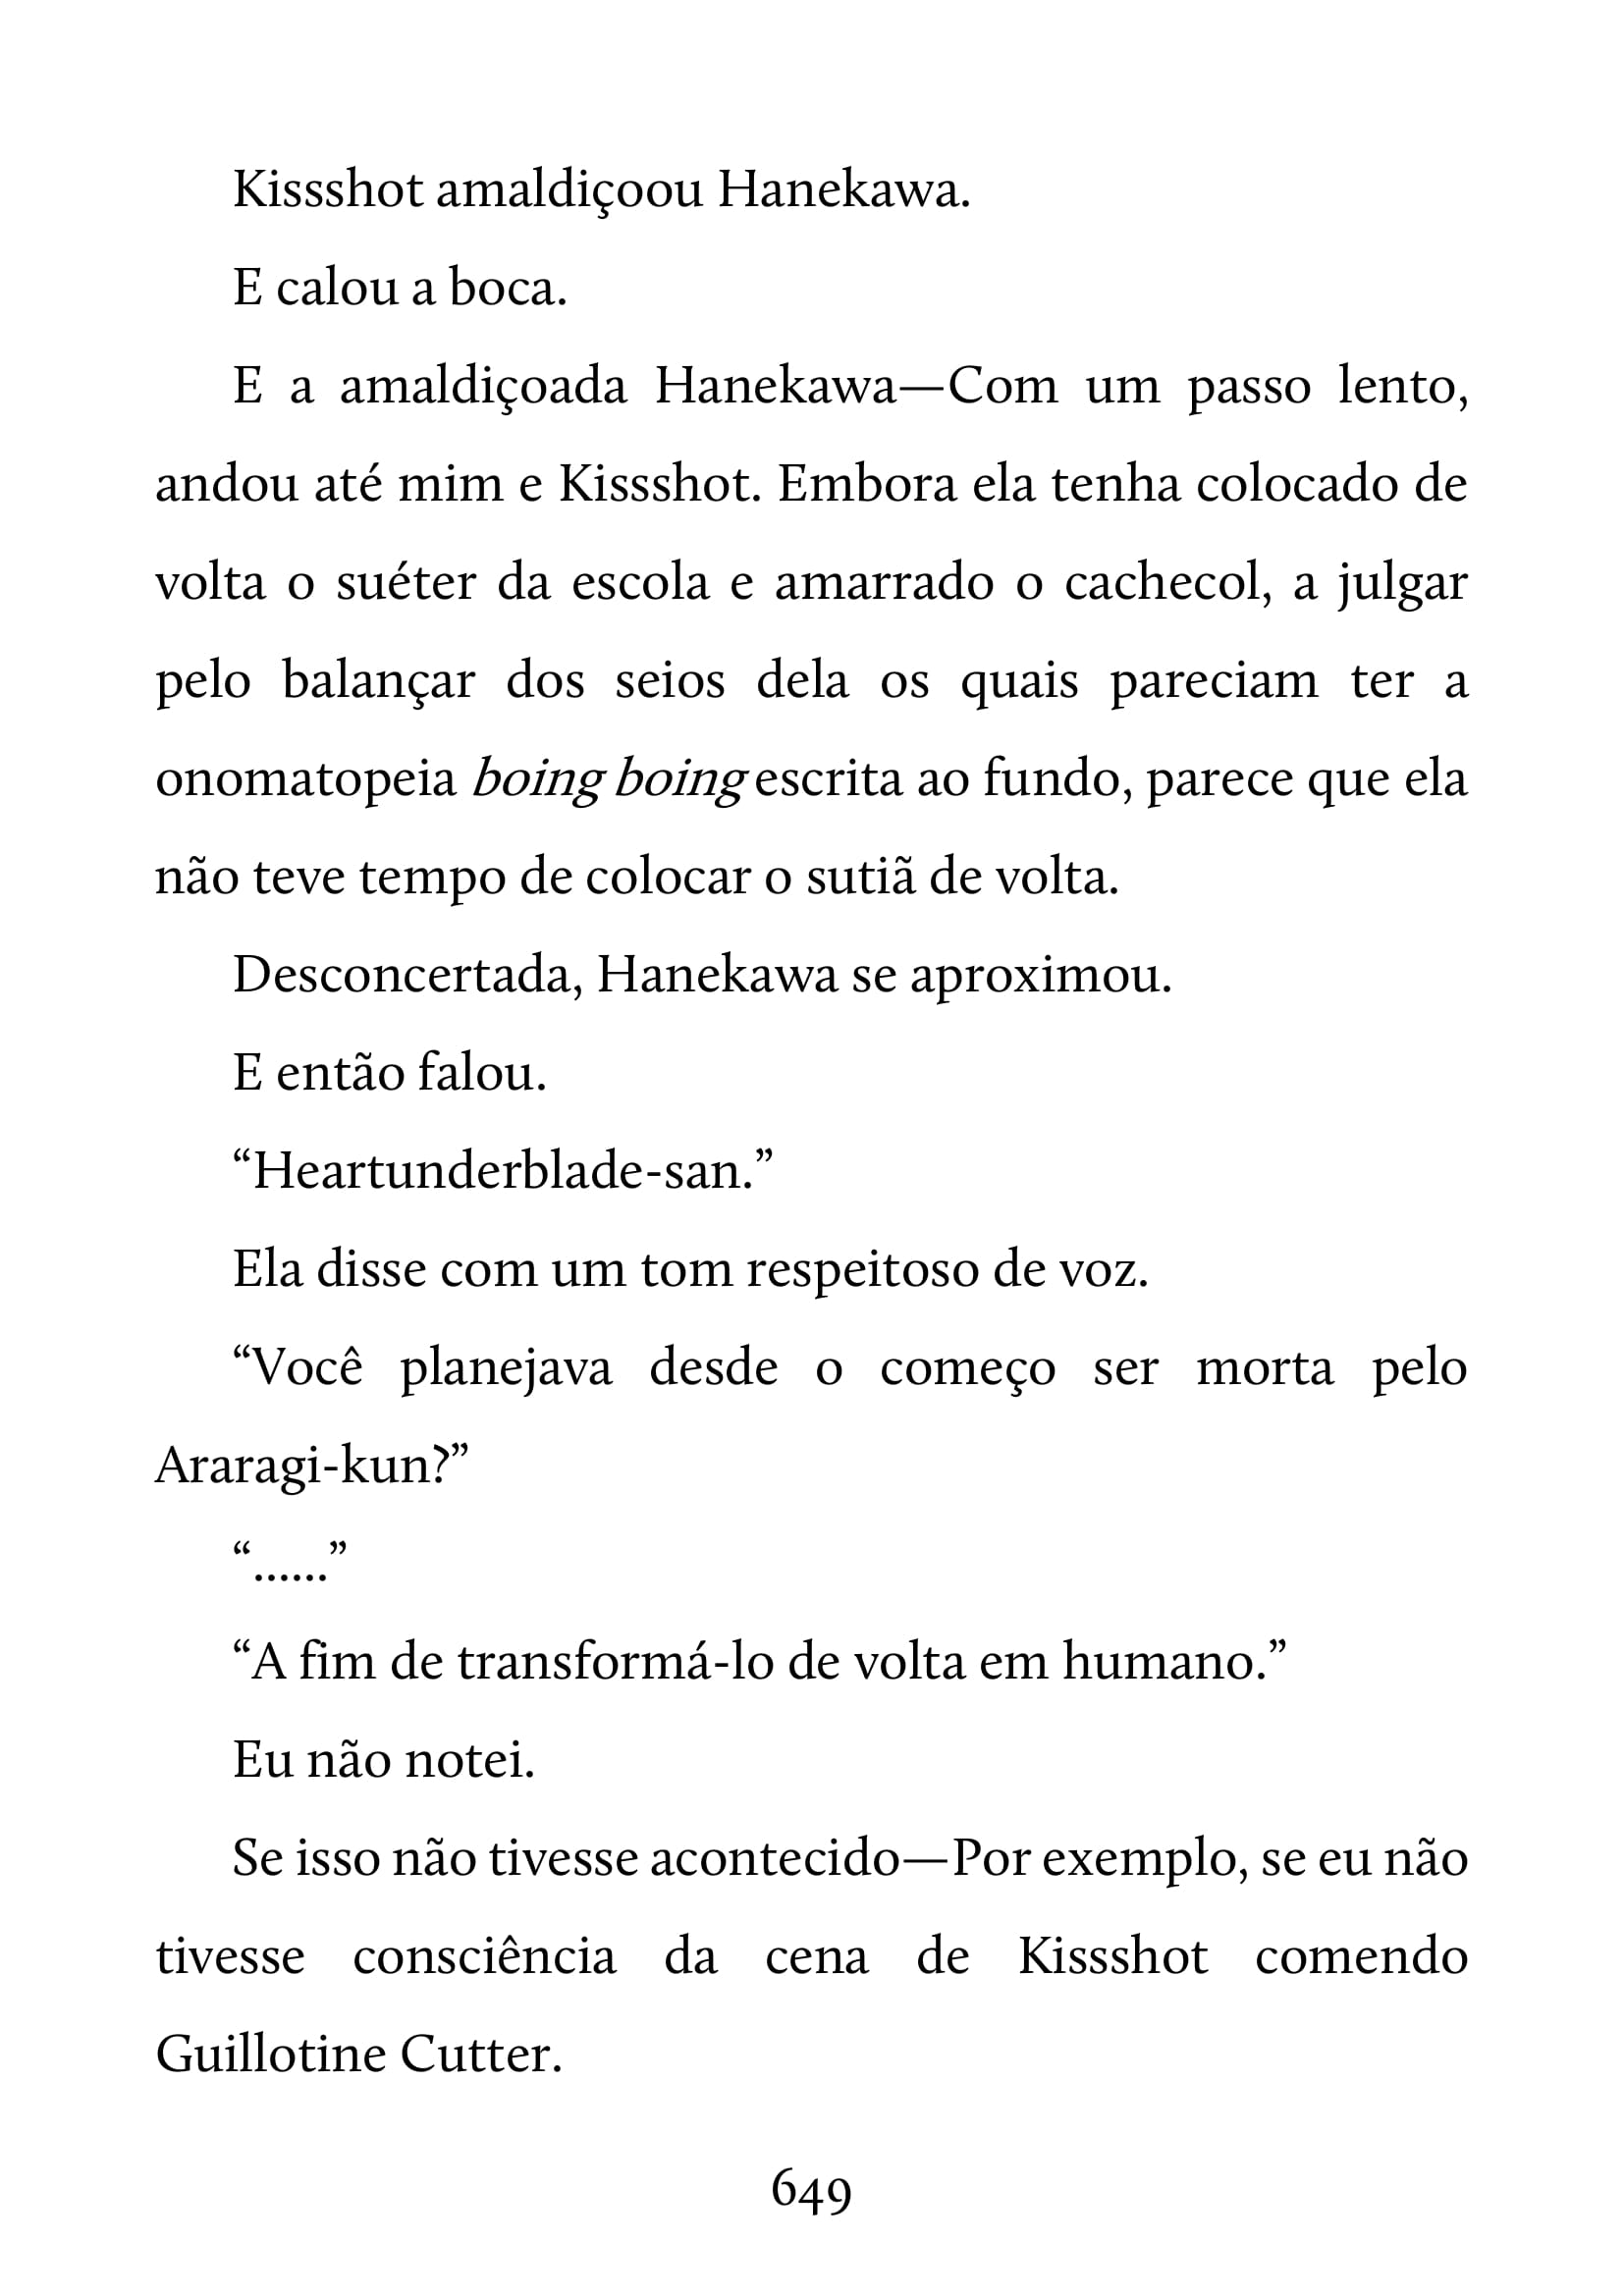 Kissshot amaldiçoou Hanekawa.
E calou a boca.
E a amaldiçoada Hanekawa—Com um passo lento,
andou até mim e Kissshot. Embora ela tenha colocado de
volta o suéter da escola e amarrado o cachecol, a julgar
pelo balançar dos seios dela os quais pareciam ter a
onomatopeia boing boing escrita ao fundo, parece que ela
não teve tempo de colocar o sutiã de volta.
Desconcertada, Hanekawa se aproximou.
E então falou.
“Heartunderblade-san.”
Ela disse com um tom respeitoso de voz.
“Você planejava desde o começo ser morta pelo
Araragi-kun?”
“......”
“A fim de transformá-lo de volta em humano.”
Eu não notei.
Se isso não tivesse acontecido—Por exemplo, se eu não
tivesse consciência da cena de Kissshot comendo
Guillotine Cutter.
649